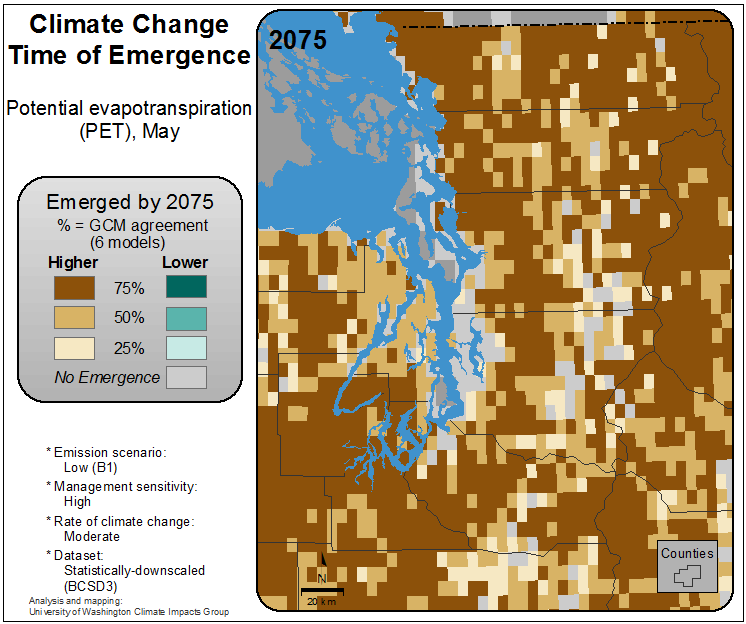 Climate Change
Time of Emergence
Potential evapotranspiration
(PET), May
Emerged by 2075
% = GCM agreement
(6 models)
Higher
Lower
75%
50%
25%
No Emergence
* Emission scenario:
Low (B1)
* Management sensitivity:
High
* Rate of climate change:
Moderate
* Dataset:
Statistically-downscaled
(BCSD3)
Analysis and mapping:
University of Washington Climate Impacts Group
2075
N
20 km
Counties